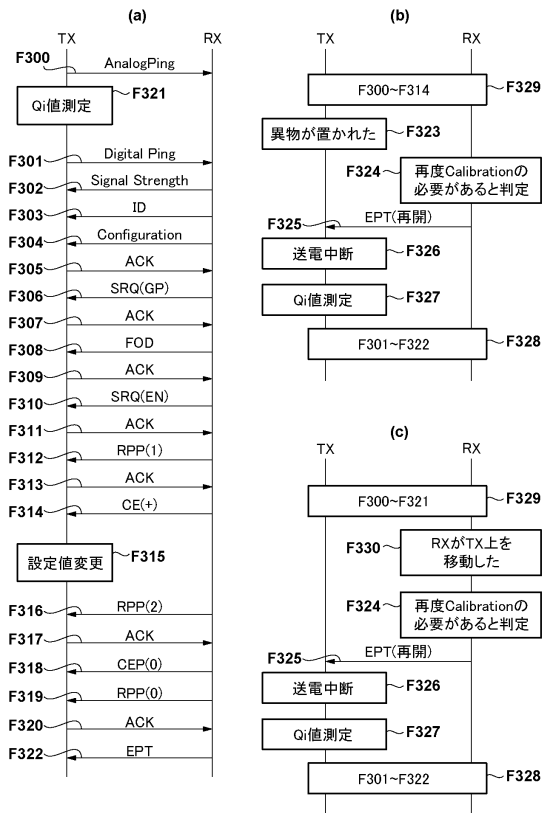 (a)
TX
RX
F300
AnalogPing
Qi値測定
F321
F301
Digital Ping
F302
Signal Strength
F303
ID
F304
Configuration
F305
ACK
F306
SRQ(GP)
F307
ACK
F308
FOD
F309
ACK
F310
SRQ(EN)
F311
ACK
F312
RPP(1)
F313
ACK
F314
CE(+)
設定値変更
F315
F316
RPP(2)
F317
ACK
F318
CEP(0)
F319
RPP(0)
F320
ACK
F322
EPT
(b)
TX
RX
F300~F314
F329
異物が置かれた
F323
F324
再度Calibrationの
必要があると判定
F325
EPT(再開)
送電中断
F326
Qi値測定
F327
F301~F322
F328
(c)
TX
RX
F300~F321
F329
F330
RXがTX上を
移動した
F324
再度Calibrationの
必要があると判定
F325
EPT(再開)
送電中断
F326
Qi値測定
F327
F301~F322
F328